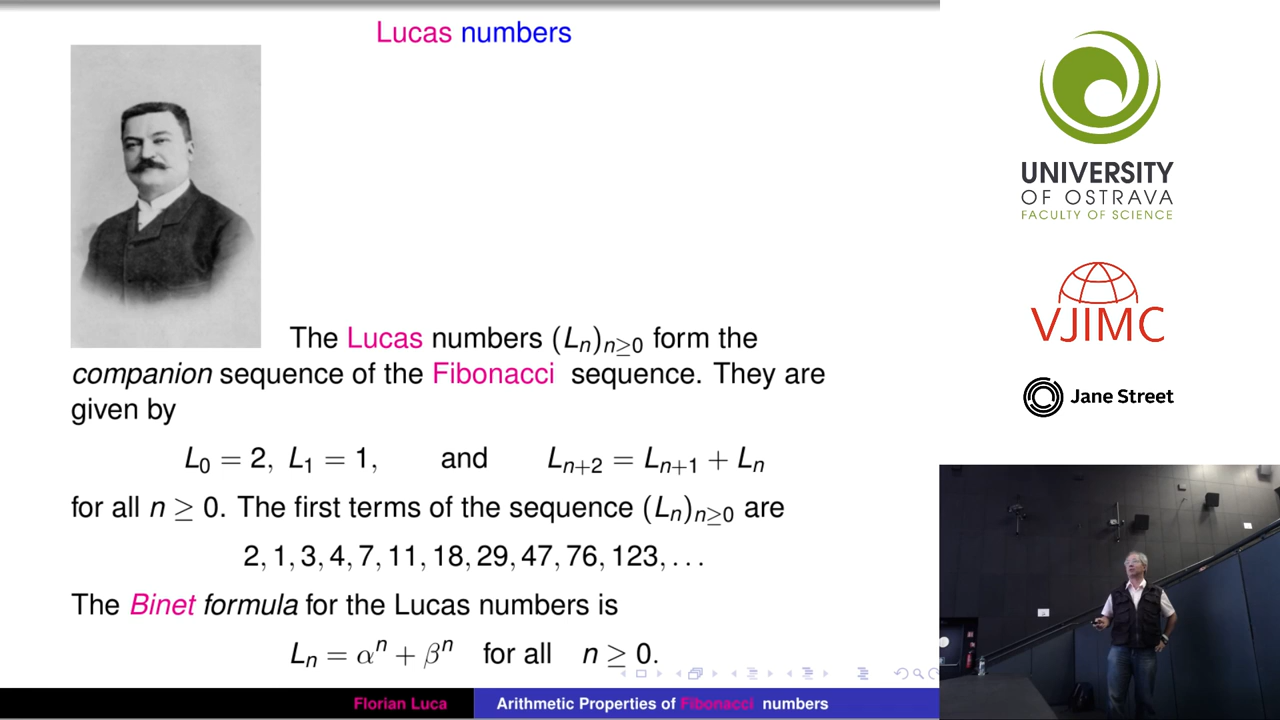 Lucas numbers
The Lucas numbers (Lₙ)ₙ≥₀ form the
companion sequence of the Fibonacci sequence. They are
given by
L₀ = 2, L₁ = 1, and Lₙ₊₂ = Lₙ₊₁ + Lₙ
for all n ≥ 0. The first terms of the sequence (Lₙ)ₙ≥₀ are
2, 1, 3, 4, 7, 11, 18, 29, 47, 76, 123, . . .
The Binet formula for the Lucas numbers is
Lₙ = αⁿ + βⁿ for all n ≥ 0.
Florian Luca
Arithmetic Properties of Fibonacci numbers
UNIVERSITY
OF OSTRAVA
FACULTY OF SCIENCE
VJIMC
Jane Street